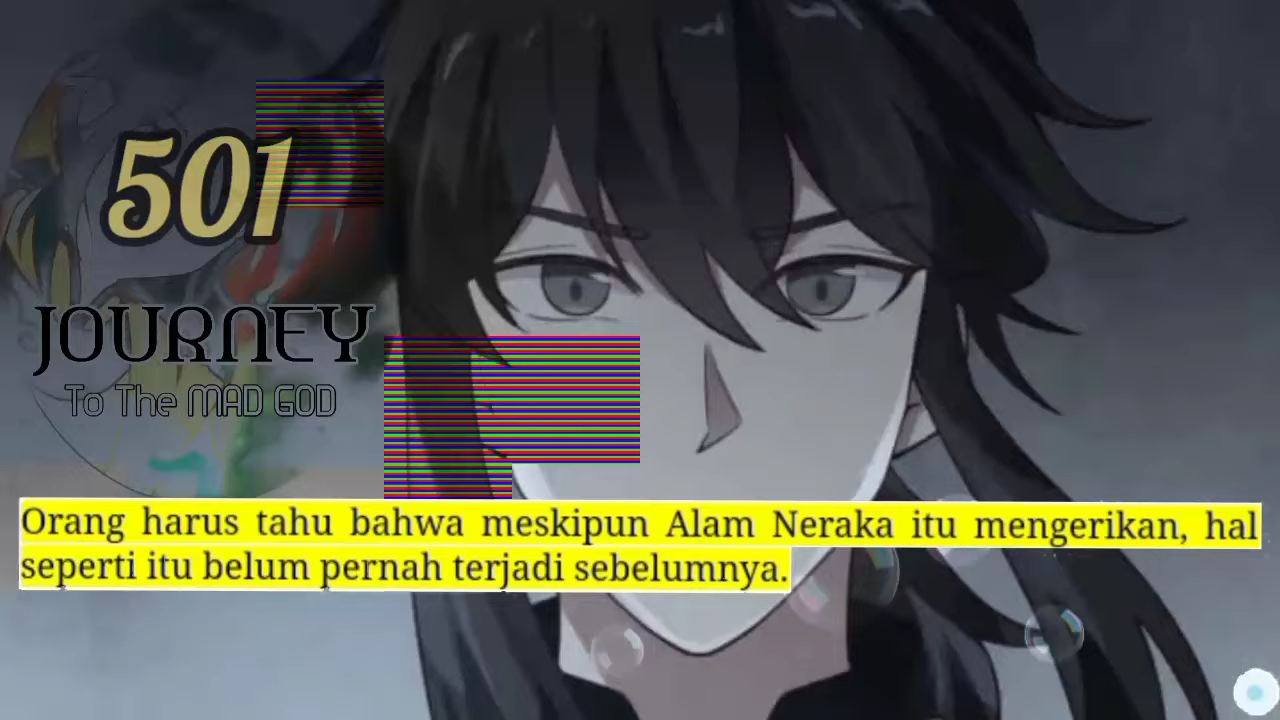 501
JOURNEY
To The MAD GOD
Orang harus tahu bahwa meskipun Alam Neraka itu mengerikan, hal
seperti itu belum pernah terjadi sebelumnya.